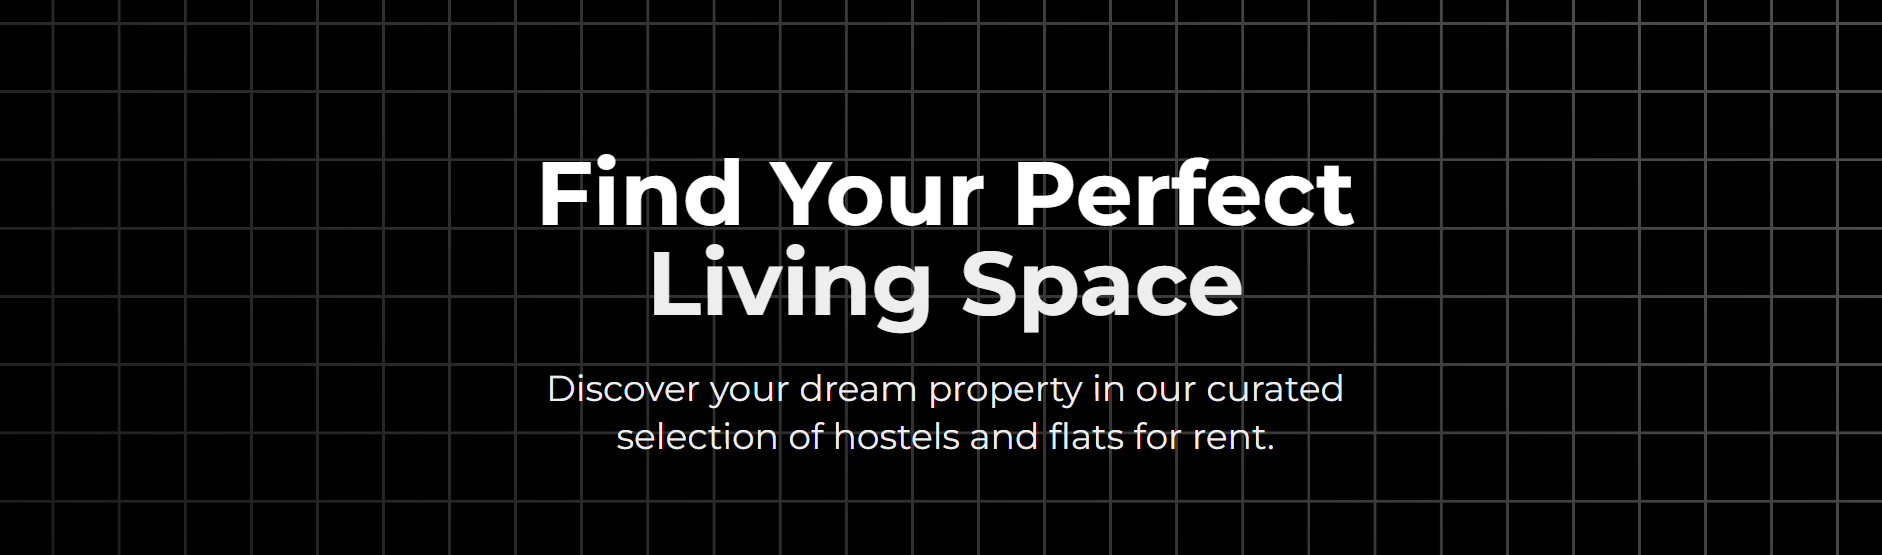 Find Your Perfect
Living Space
Discover your dream property in our curated
selection of hostels and flats for rent.